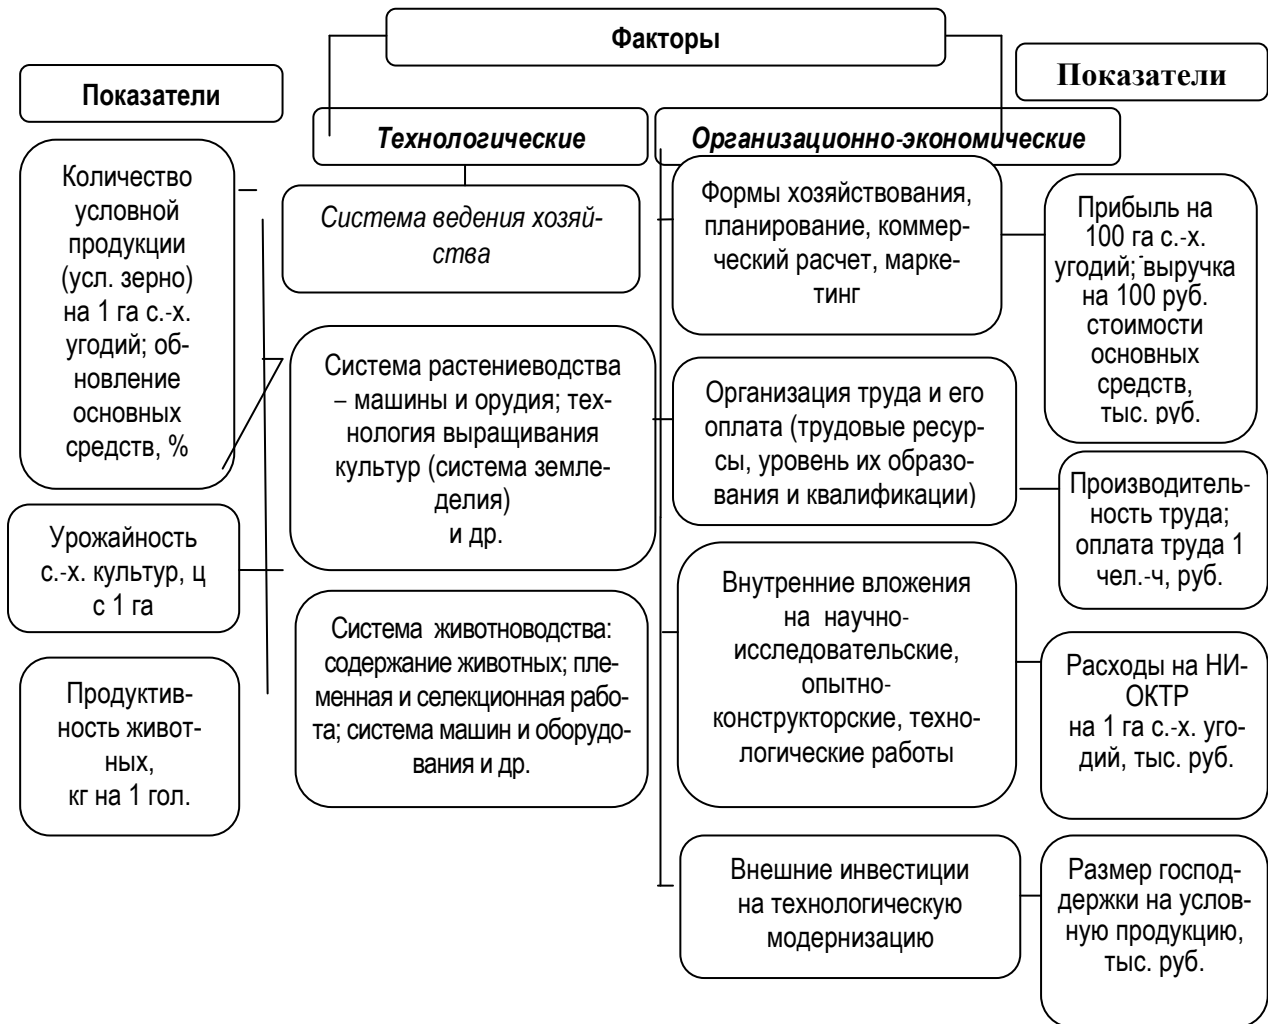 Факторы
Показатели
Показатели
Технологические
Организационно-экономические
Количество
условной
продукции
(усл. зерно)
на 1 га с.-х.
угодий; об-
новление
основных
средств, %
Урожайность
с.-х. культур, ц
с 1 га
Продуктив-
ность живот-
ных,
кг на 1 гол.
Система ведения хозяй-
ства
Система растениеводства
– машины и орудия; тех-
нология выращивания
культур (система земле-
делия)
и др.
Система животноводства:
содержание животных; пле-
менная и селекционная рабо-
та; система машин и оборудо-
вания и др.
Формы хозяйствования,
планирование, коммер-
ческий расчет, марке-
тинг
Организация труда и его
оплата (трудовые ресур-
сы, уровень их образо-
вания и квалификации)
Внутренние вложения
на научно-
исследовательские,
опытно-
конструкторские, техно-
логические работы
Внешние инвестиции
на технологическую
модернизацию
Прибыль на
100 га с.-х.
угодий; выручка
на 100 руб.
стоимости
основных
средств,
тыс. руб.
Производитель-
ность труда;
оплата труда 1
чел.-ч, руб.
Расходы на НИ-
ОКТР
на 1 га с.-х. уго-
дий, тыс. руб.
Размер господ-
держки на услов-
ную продукцию,
тыс. руб.